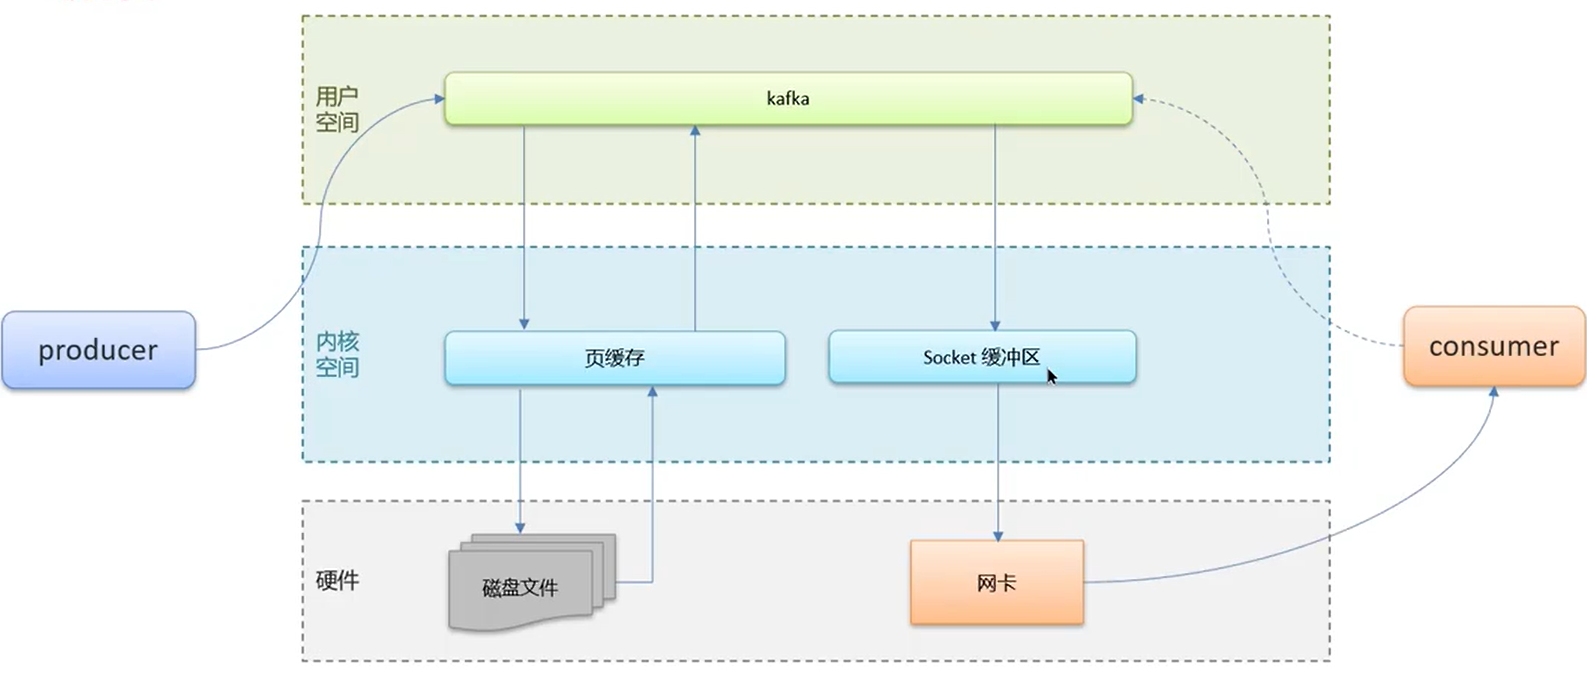 用户
空间
kafka
内核
空间
producer
页缓存
Socket 缓冲区
consumer
硬件
磁盘文件
网卡